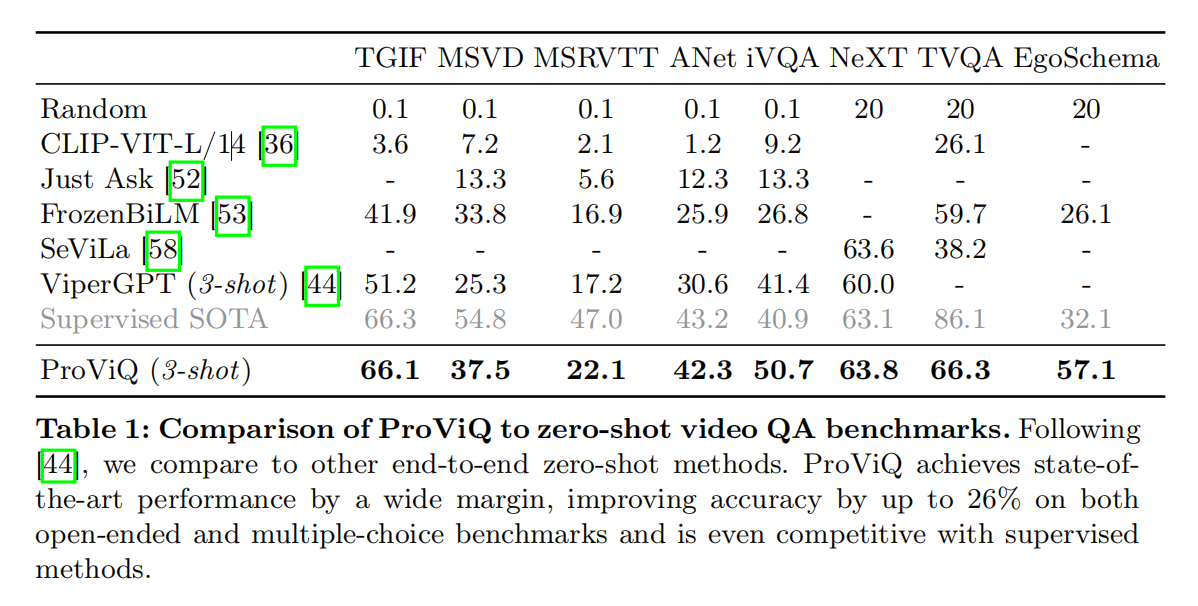 TGIF MSVD MSRVTT ANet iVQA NeXT TVQA EgoSchema
Random 0.1 0.1 0.1 0.1 0.1 20 20 20
CLIP-VIT-L/14 [36] 3.6 7.2 2.1 1.2 9.2 26.1 -
Just Ask [52] - 13.3 5.6 12.3 13.3 - - -
FrozenBiLM [53] 41.9 33.8 16.9 25.9 26.8 - 59.7 26.1
SeViLa [58] - - - - - 63.6 38.2 -
ViperGPT (3-shot) [44] 51.2 25.3 17.2 30.6 41.4 60.0 - -
Supervised SOTA 66.3 54.8 47.0 43.2 40.9 63.1 86.1 32.1
ProViQ (3-shot) 66.1 37.5 22.1 42.3 50.7 63.8 66.3 57.1
Table 1: Comparison of ProViQ to zero-shot video QA benchmarks. Following
[44], we compare to other end-to-end zero-shot methods. ProViQ achieves state-of-
the-art performance by a wide margin, improving accuracy by up to 26% on both
open-ended and multiple-choice benchmarks and is even competitive with supervised
methods.